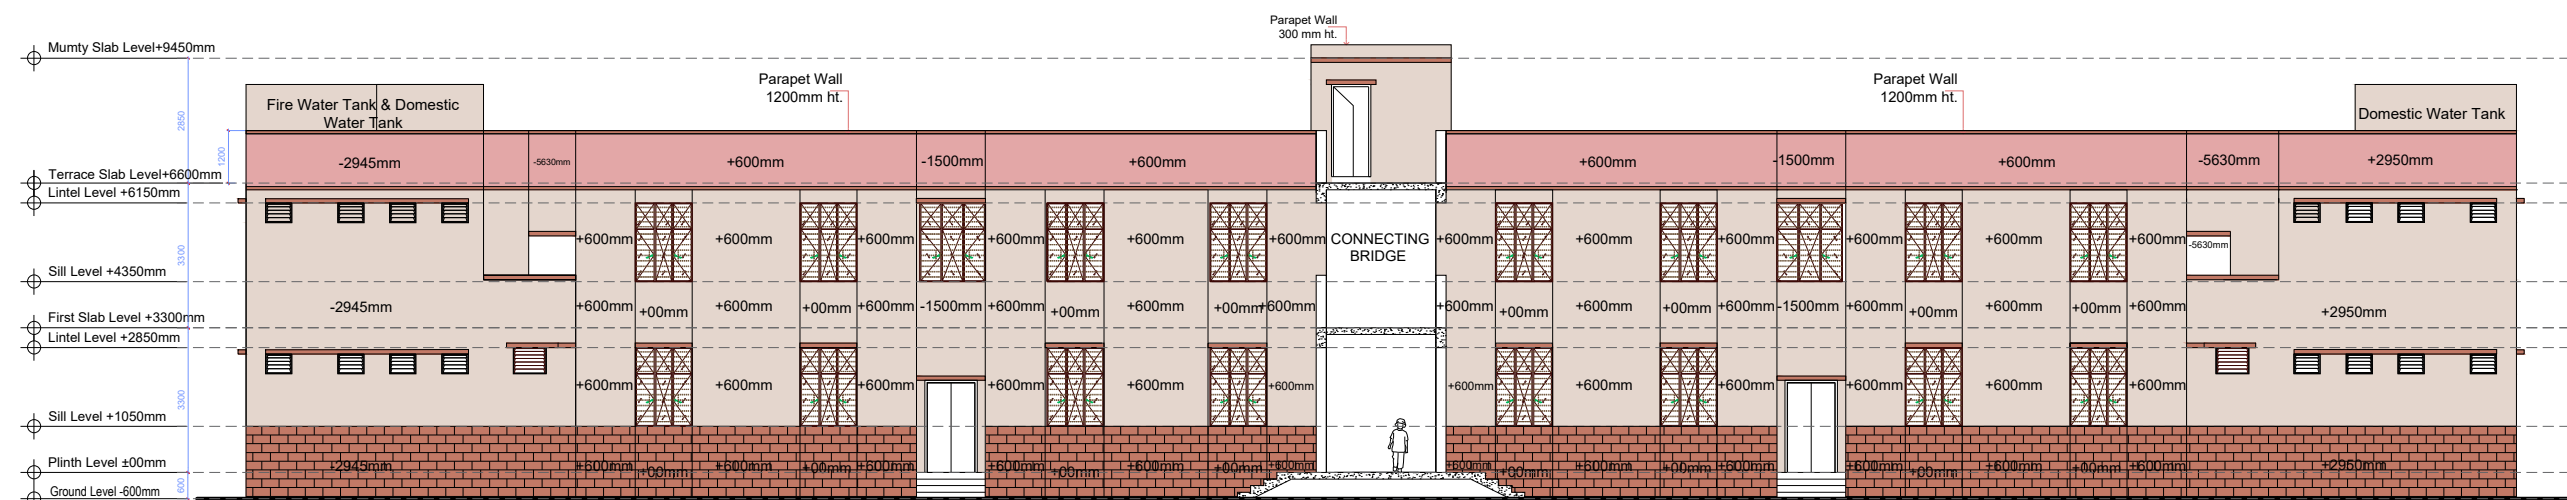 Parapet Wall
300 mm ht.
Mumty Slab Level+9450mm
Parapet Wall
1200mm ht.
Parapet Wall
1200mm ht.
Fire Water Tank & Domestic
Water Tank
Domestic Water Tank
2850
1200
-2945mm
-5630mm
+600mm
-1500mm
+600mm
+600mm
-1500mm
+600mm
-5630mm
+2950mm
Terrace Slab Level+6600mm
Lintel Level +6150mm
3300
+600mm
+600mm
+600mm
+600mm
+600mm
+600mm
CONNECTING
BRIDGE
+600mm
+600mm
+600mm
+600mm
+600mm
-5630mm
Sill Level +4350mm
-2945mm
+600mm
+00mm
+600mm
+00mm
+600mm
-1500mm
+600mm
+00mm
+600mm
+00mm
+600mm
+600mm
+00mm
+600mm
+00mm
+600mm
-1500mm
+600mm
+00mm
+600mm
+00mm
+600mm
+2950mm
First Slab Level +3300mm
Lintel Level +2850mm
3300
+600mm
+600mm
+600mm
+600mm
+600mm
+600mm
+600mm
+600mm
+600mm
+600mm
+600mm
+600mm
Sill Level +1050mm
Plinth Level ±00mm
-2945mm
+600mm
+00mm
+600mm
+00mm
+600mm
+600mm
+00mm
+600mm
+00mm
+600mm
+600mm
+00mm
+600mm
+00mm
+600mm
+600mm
+00mm
+600mm
+00mm
+600mm
+2950mm
600
Ground Level -600mm